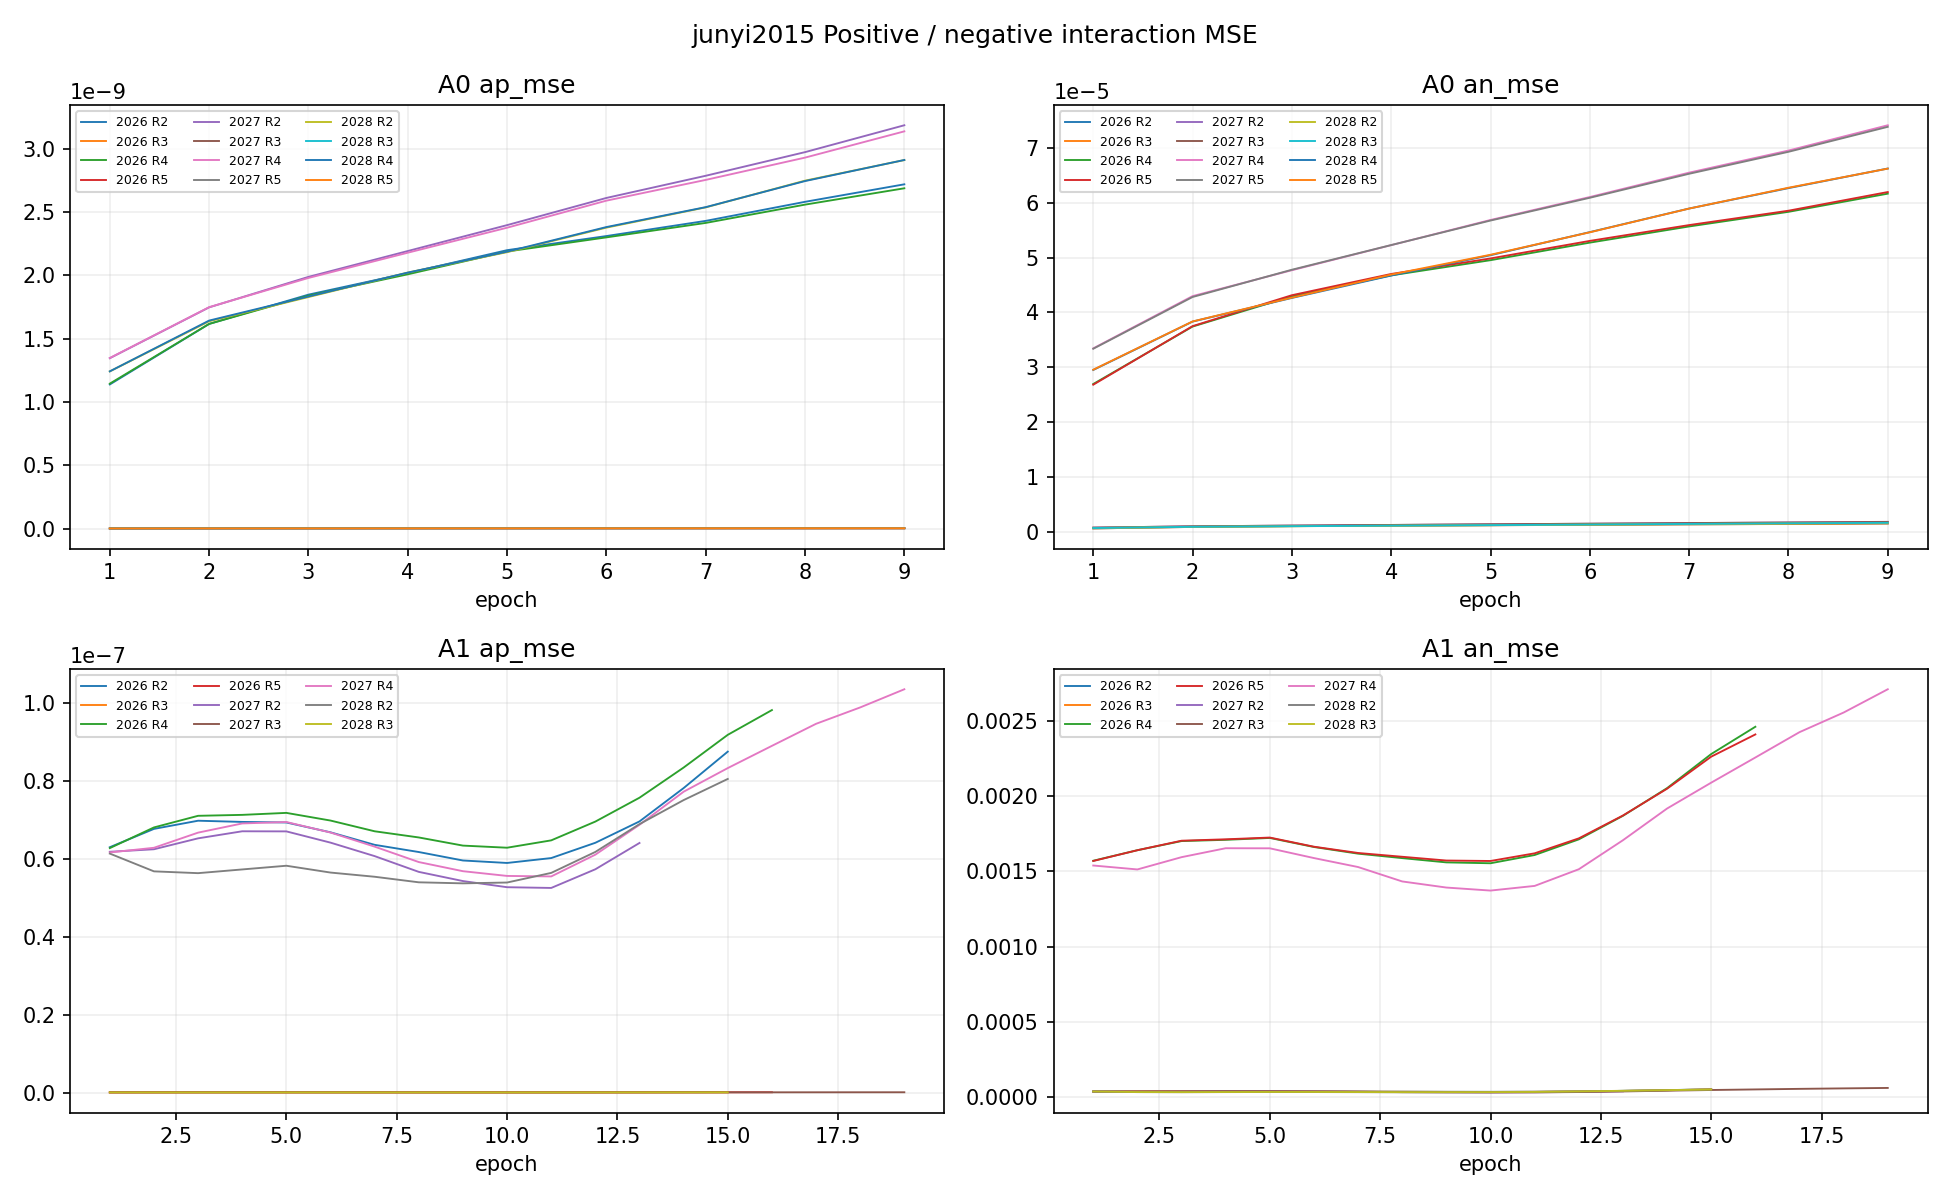 junyi2015 Positive / negative interaction MSE
A0 ap_mse
1e−9
2026 R2 2027 R2 2028 R2
2026 R3 2027 R3 2028 R3
2026 R4 2027 R4 2028 R4
2026 R5 2027 R5 2028 R5
3.0
2.5
2.0
1.5
1.0
0.5
0.0
1 2 3 4 5 6 7 8 9
epoch
A0 an_mse
1e−5
2026 R2 2027 R2 2028 R2
2026 R3 2027 R3 2028 R3
2026 R4 2027 R4 2028 R4
2026 R5 2027 R5 2028 R5
7
6
5
4
3
2
1
0
1 2 3 4 5 6 7 8 9
epoch
A1 ap_mse
1e−7
2026 R2 2026 R5 2027 R4
2026 R3 2027 R2 2028 R2
2026 R4 2027 R3 2028 R3
1.0
0.8
0.6
0.4
0.2
0.0
2.5 5.0 7.5 10.0 12.5 15.0 17.5
epoch
A1 an_mse
2026 R2 2026 R5 2027 R4
2026 R3 2027 R2 2028 R2
2026 R4 2027 R3 2028 R3
0.0025
0.0020
0.0015
0.0010
0.0005
0.0000
2.5 5.0 7.5 10.0 12.5 15.0 17.5
epoch